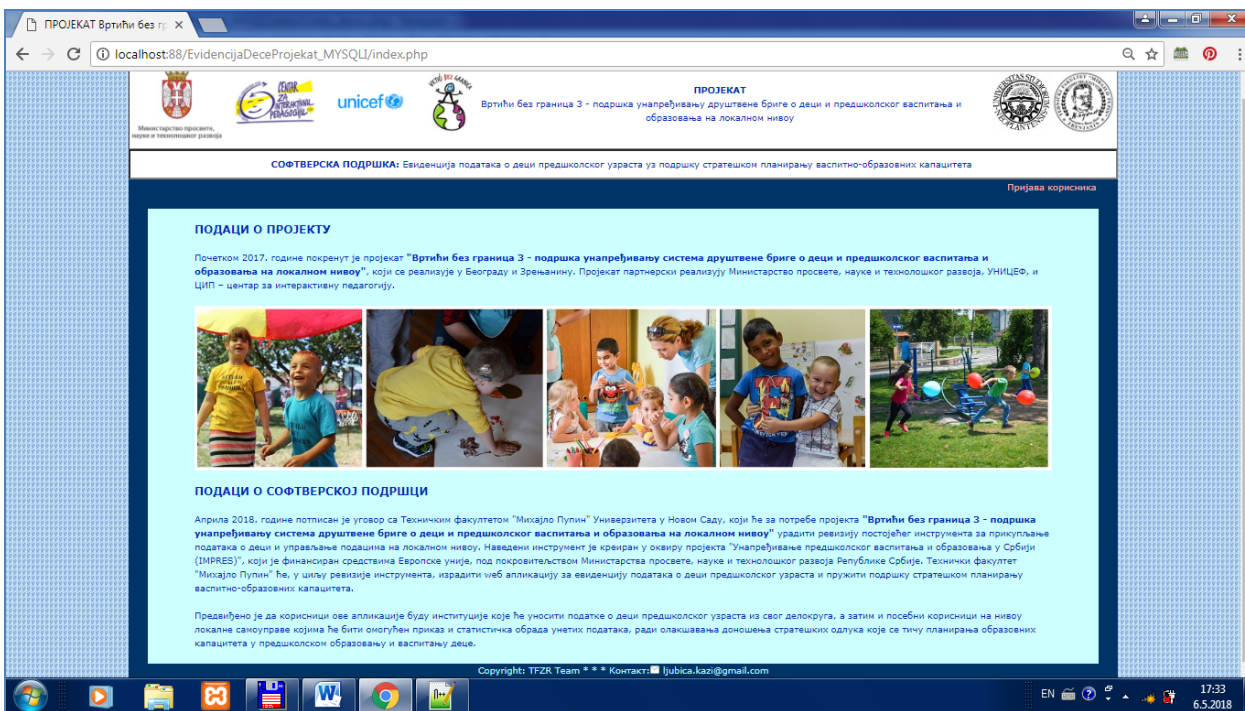 ПРОЈЕКАТ Вртићи без гр
localhost:88/EvidencijaDeceProjekat_MYSQLI/index.php
Министарство просвете,
науке и технолошког развоја
ЦЕНТАР
ЗА
ИНТЕРАКТИВНУ
ПЕДАГОГИЈУ
unicef
ПРОЈЕКАТ
Вртићи без граница 3 - подршка унапређивању друштвене бриге о деци и предшколског васпитања и
образовања на локалном нивоу
СОФТВЕРСКА ПОДРШКА: Евиденција података о деци предшколског узраста уз подршку стратешком планирању васпитно-образовних капацитета
Пријава корисника
ПОДАЦИ О ПРОЈЕКТУ
Почетком 2017. године покренут је пројекат "Вртићи без граница 3 - подршка унапређивању система друштвене бриге о деци и предшколског васпитања и
образовања на локалном нивоу", који се реализује у Београду и Зрењанину. Пројекат партнерски реализују Министарство просвете, науке и технолошког развоја, УНИЦЕФ, и
ЦИП – центар за интерактивну педагогију.
ПОДАЦИ О СОФТВЕРСКОЈ ПОДРШЦИ
Априла 2018. године потписан је уговор са Техничким факултетом "Михајло Пупин" Универзитета у Новом Саду, који ће за потребе пројекта "Вртићи без граница 3 - подршка
унапређивању система друштвене бриге о деци и предшколског васпитања и образовања на локалном нивоу" урадити ревизију постојећег инструмента за прикупљање
података о деци и управљање подацима на локалном нивоу. Наведени инструмент је креиран у оквиру пројекта "Унапређивање предшколског васпитања и образовања у Србији
(IMPRES)", који је финансиран средствима Европске уније, под покровитељством Министарства просвете, науке и технолошког развоја Републике Србије. Технички факултет
"Михајло Пупин" ће, у циљу ревизије инструмента, израдити wеб апликацију за евиденцију података о деци предшколског узраста и пружити подршку стратешком планирању
васпитно-образовних капацитета.
Предвиђено је да корисници ове апликације буду институције које ће уносити податке о деци предшколског узраста из свог делокруга, а затим и посебни корисници на нивоу
локалне самоуправе којима ће бити омогућен приказ и статистичка обрада унетих података, ради олакшавања доношења стратешких одлука које се тичу планирања образовних
капацитета у предшколском образовању и васпитању деце.
Copyright: TFZR Team * * * Контакт: ljubica.kazi@gmail.com
EN
17:33
6.5.2018